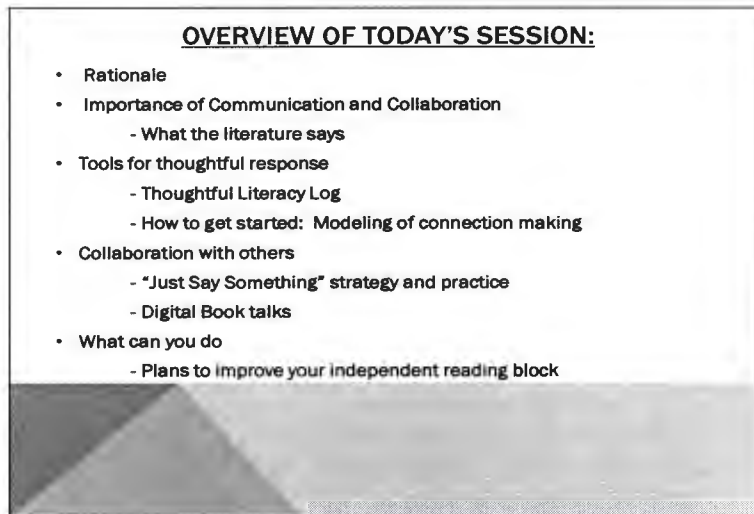 OVERVIEW OF TODAY'S SESSION:
• Rationale
• Importance of Communication and Collaboration
- What the literature says
• Tools for thoughtful response
- Thoughtful Literacy Log
- How to get started: Modeling of connection making
• Collaboration with others
- "Just Say Something" strategy and practice
- Digital Book talks
• What can you do
- Plans to improve your independent reading block